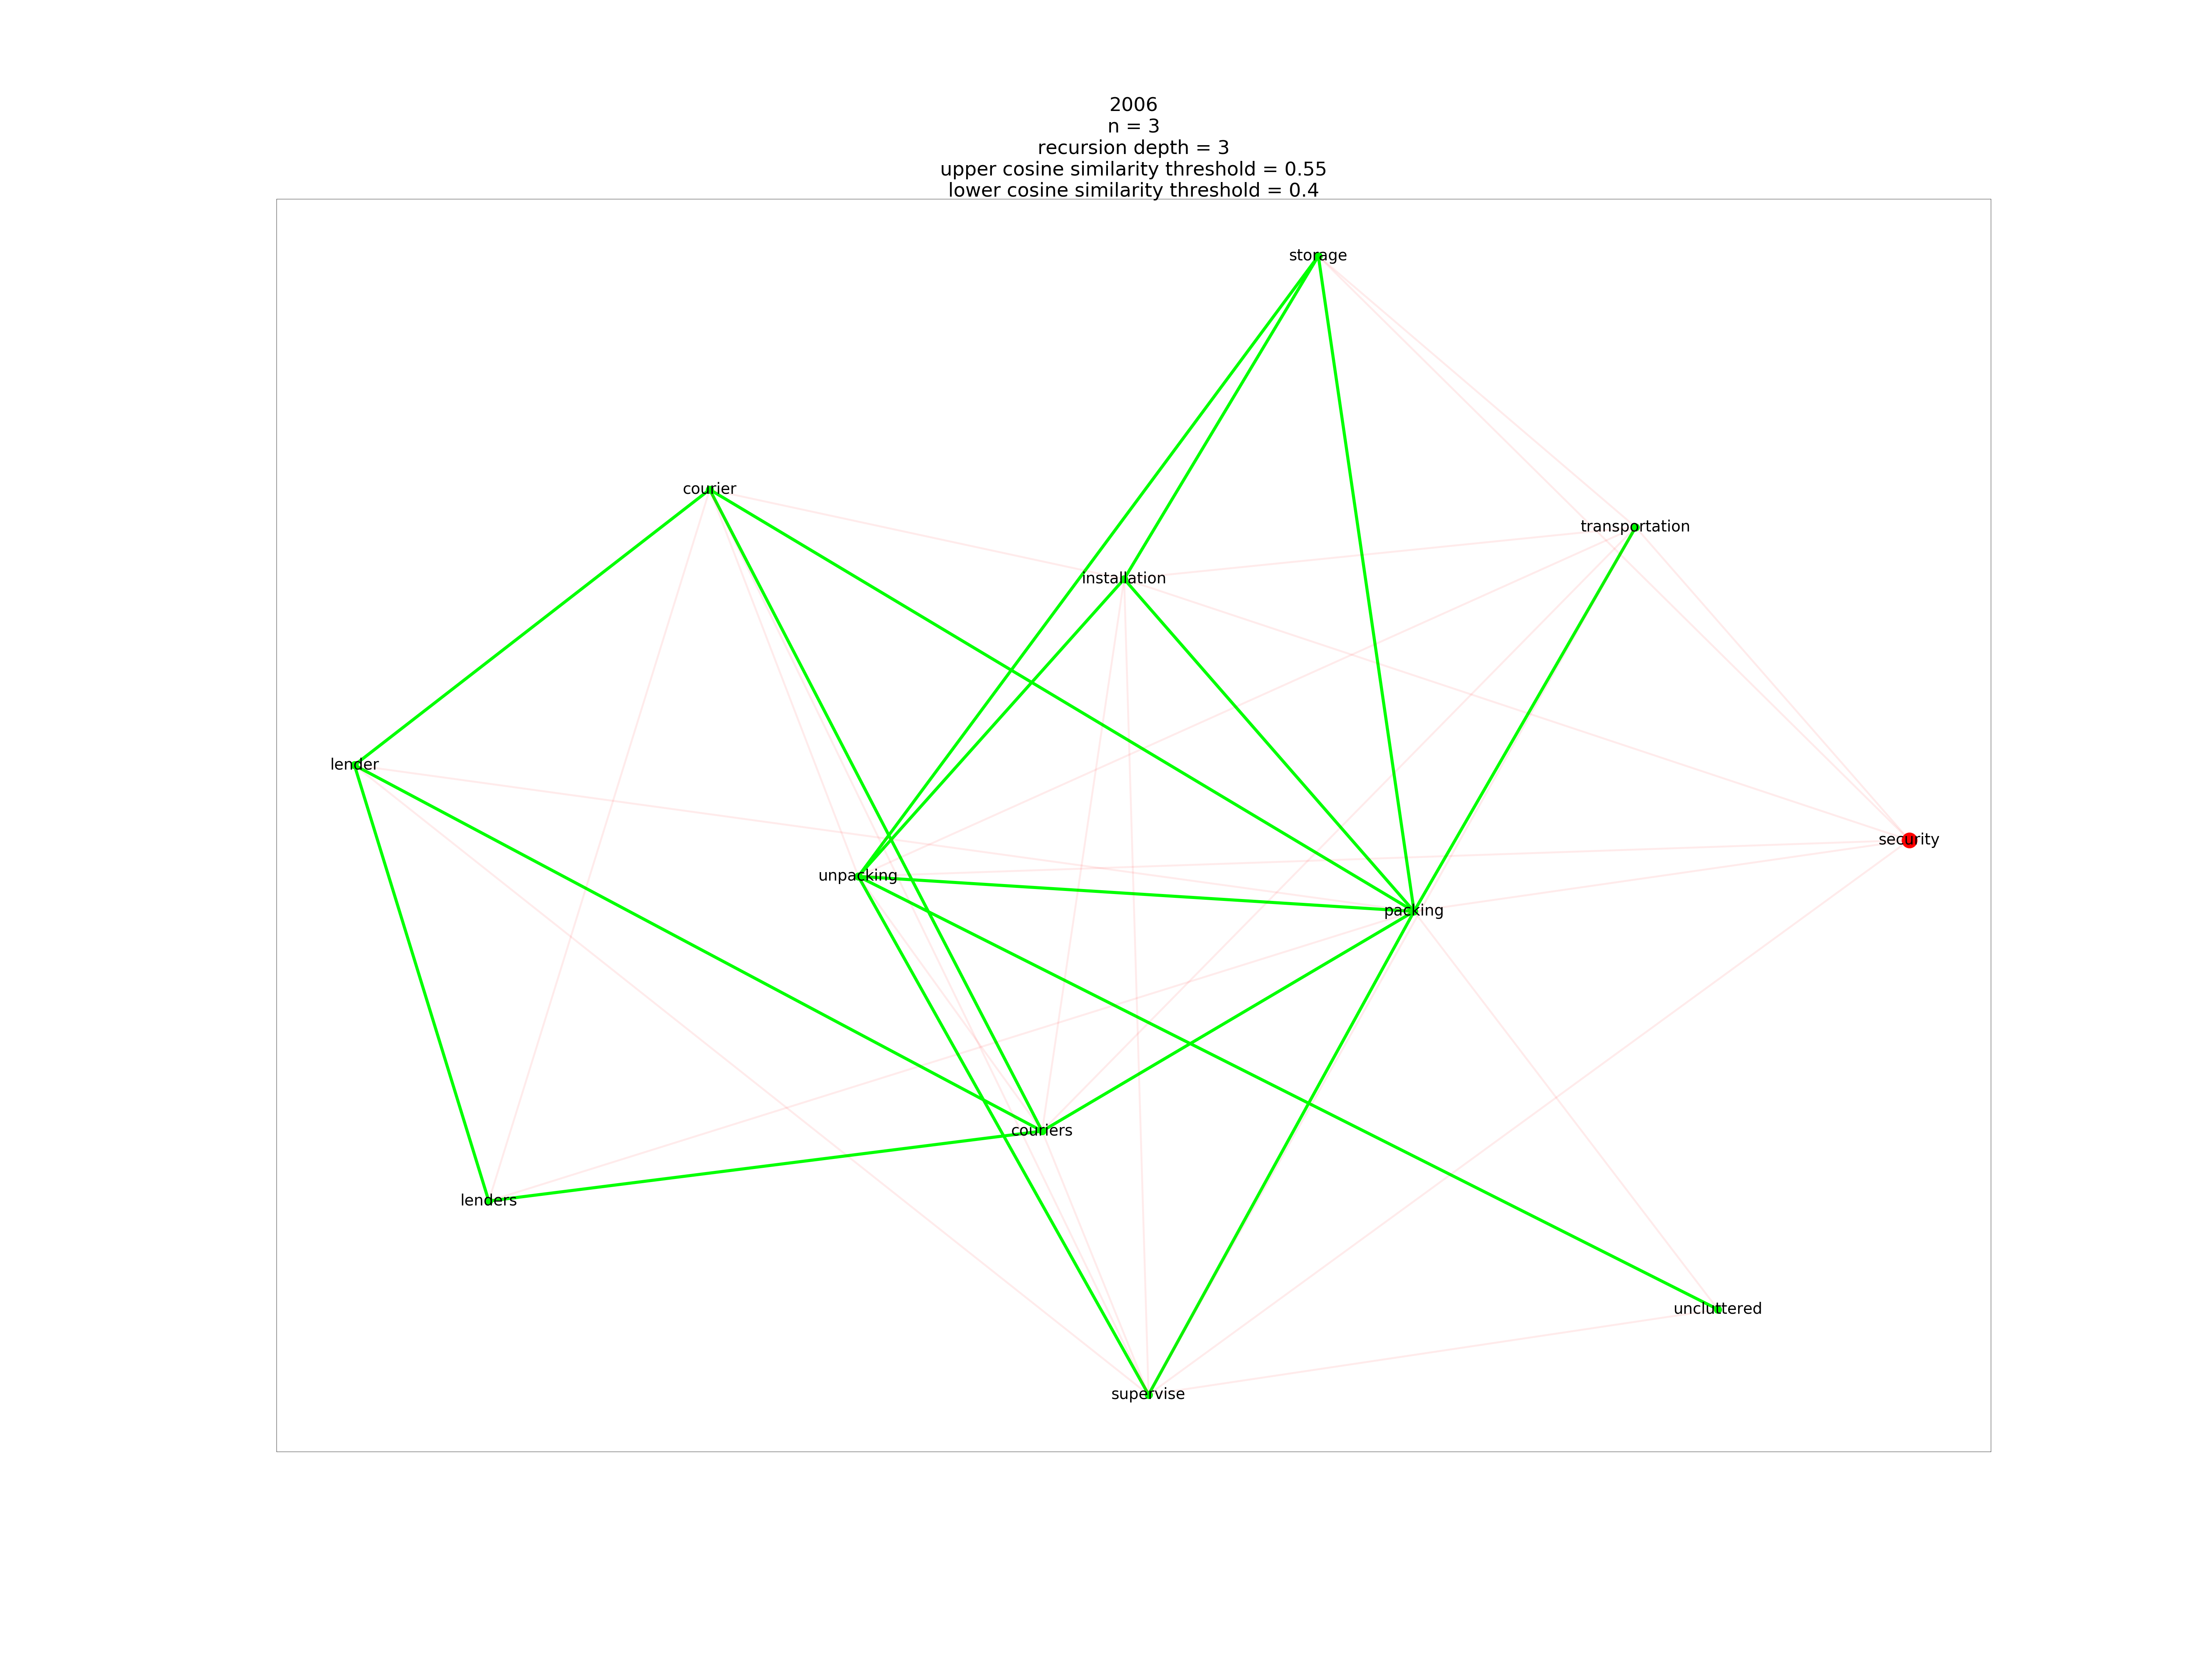 2006
n = 3
recursion depth = 3
upper cosine similarity threshold = 0.55
lower cosine similarity threshold = 0.4
storage
courier
transportation
installation
lender
security
unpacking
packing
couriers
lenders
uncluttered
supervise